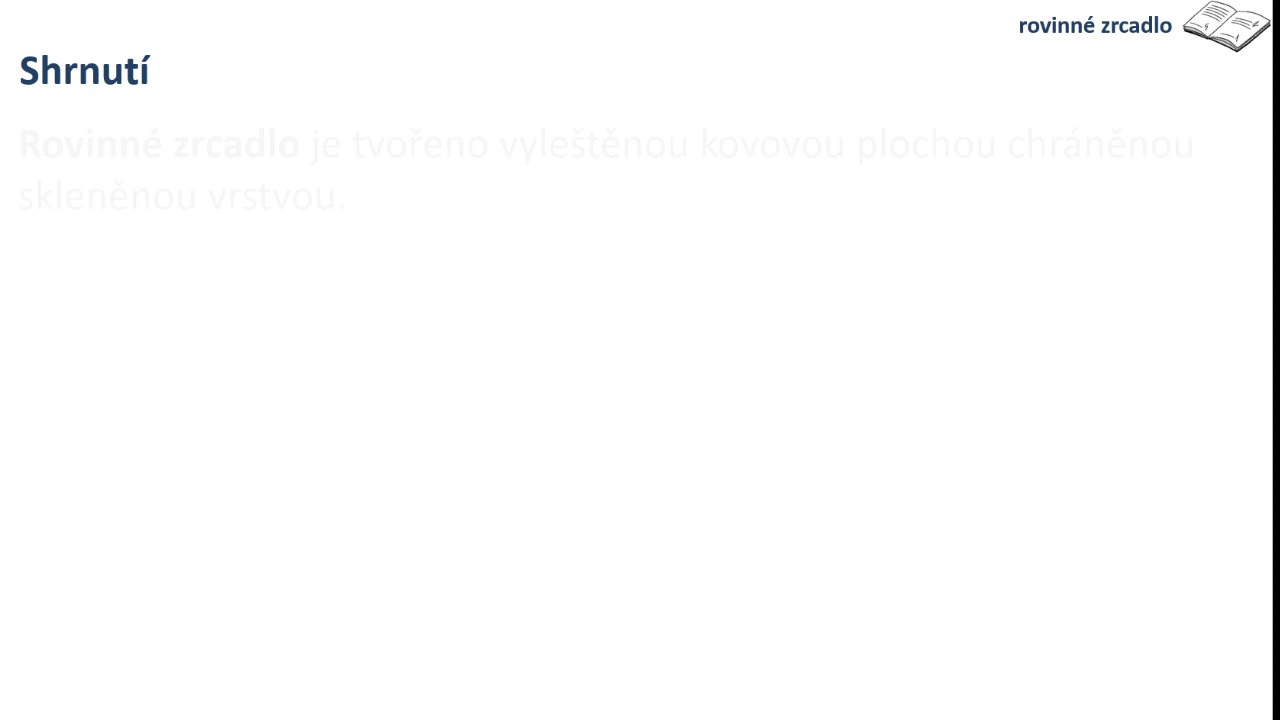 rovinné zrcadlo
Shrnutí
Rovinné zrcadlo je tvořeno vyleštěnou kovovou plochou chráněnou
skleněnou vrstvou.